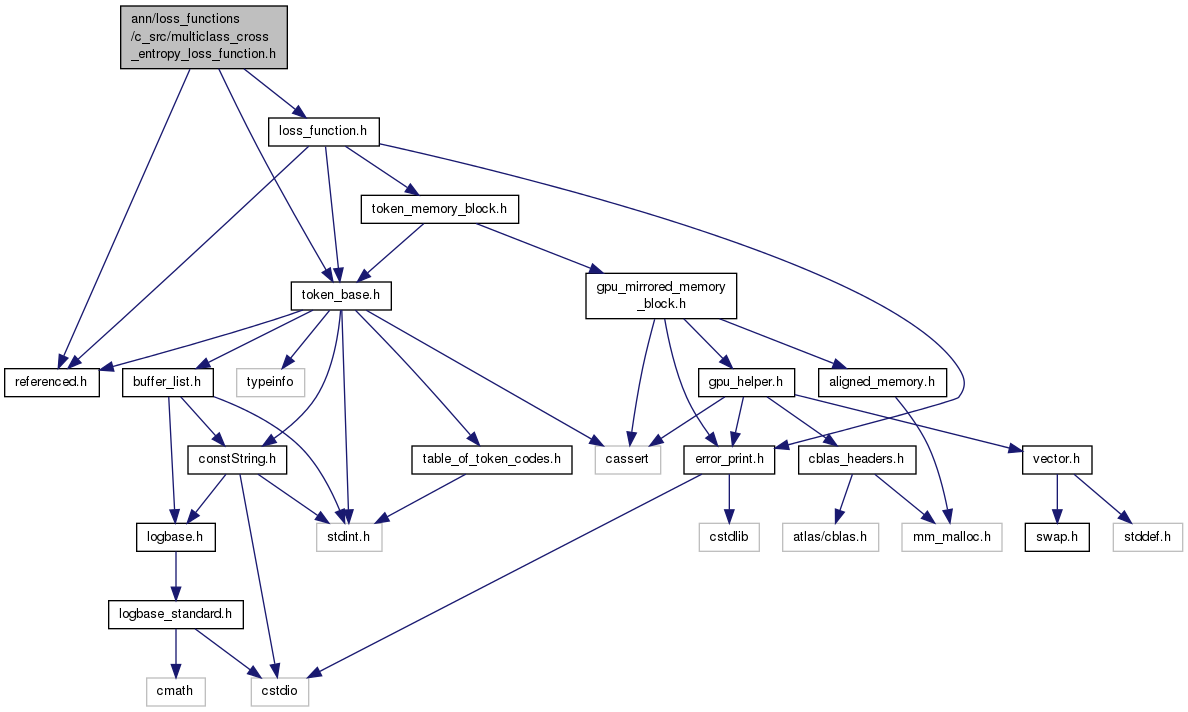 ann/loss_functions
/c_src/multiclass_cross
_entropy_loss_function.h
loss_function.h
token_memory_block.h
token_base.h
gpu_mirrored_memory
_block.h
referenced.h
buffer_list.h
typeinfo
gpu_helper.h
aligned_memory.h
constString.h
table_of_token_codes.h
cassert
error_print.h
cblas_headers.h
vector.h
logbase.h
stdint.h
cstdlib
atlas/cblas.h
mm_malloc.h
swap.h
stddef.h
logbase_standard.h
cmath
cstdio